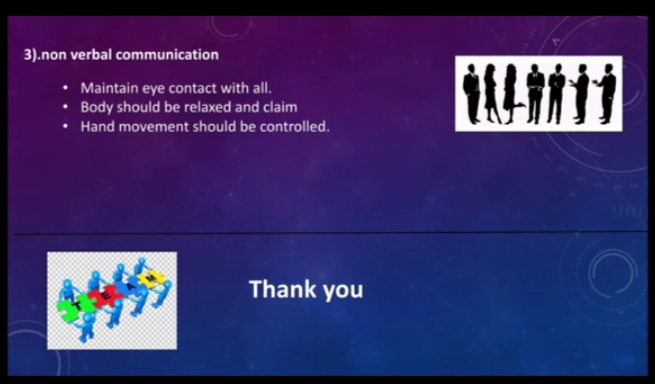 3).non verbal communication
• Maintain eye contact with all.
• Body should be relaxed and claim
• Hand movement should be controlled.
TEAM
Thank you